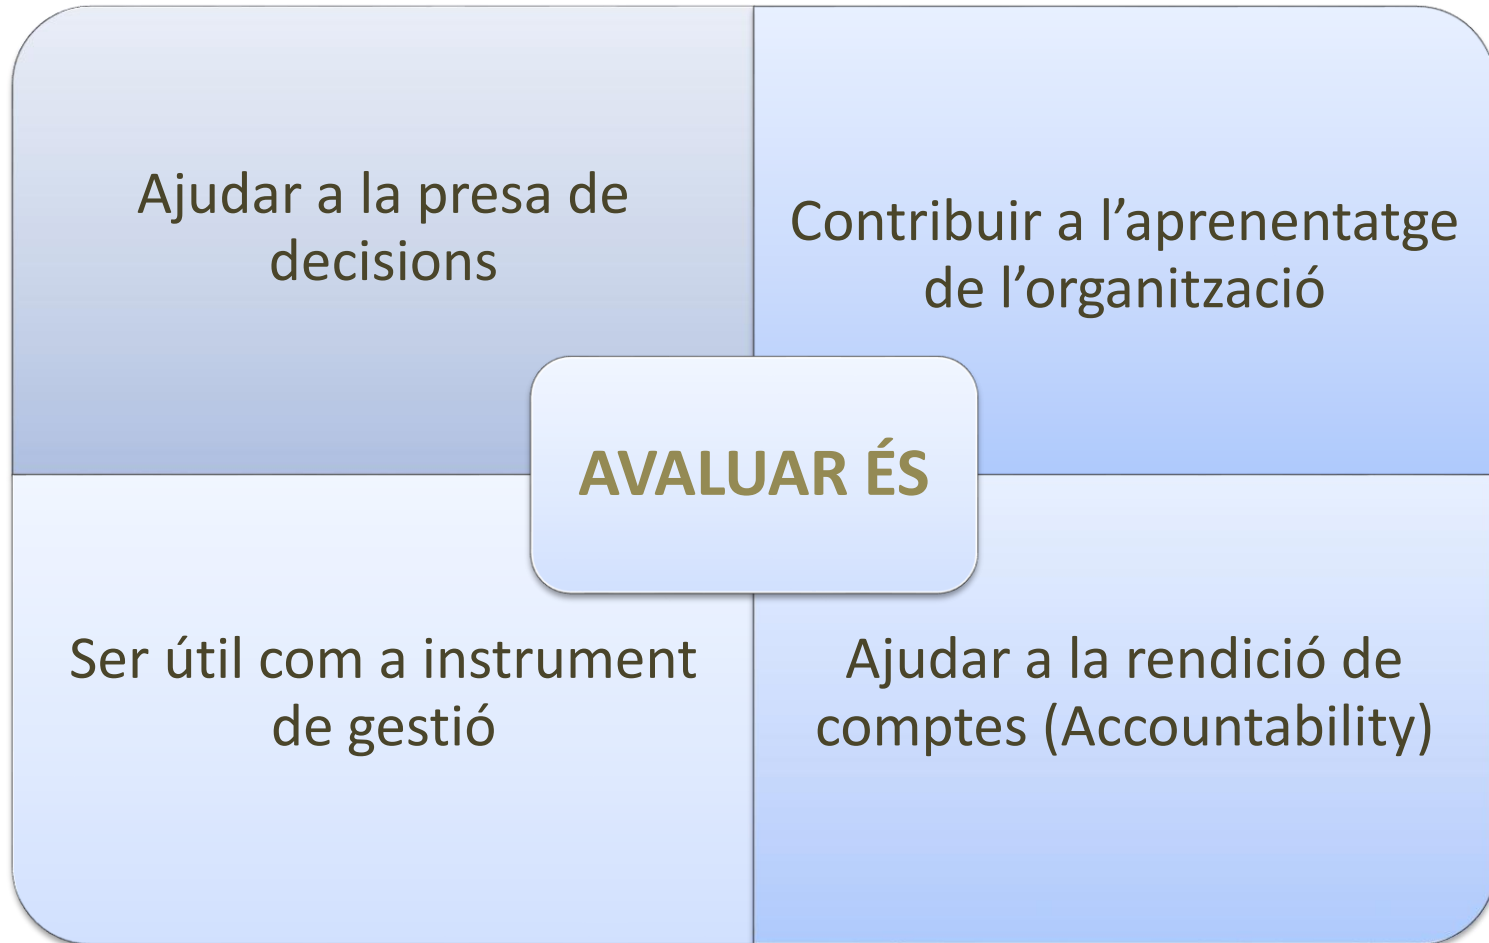 Ajudar a la presa de
decisions
Contribuir a l’aprenentatge
de l’organització
AVALUAR ÉS
Ser útil com a instrument
de gestió
Ajudar a la rendició de
comptes (Accountability)